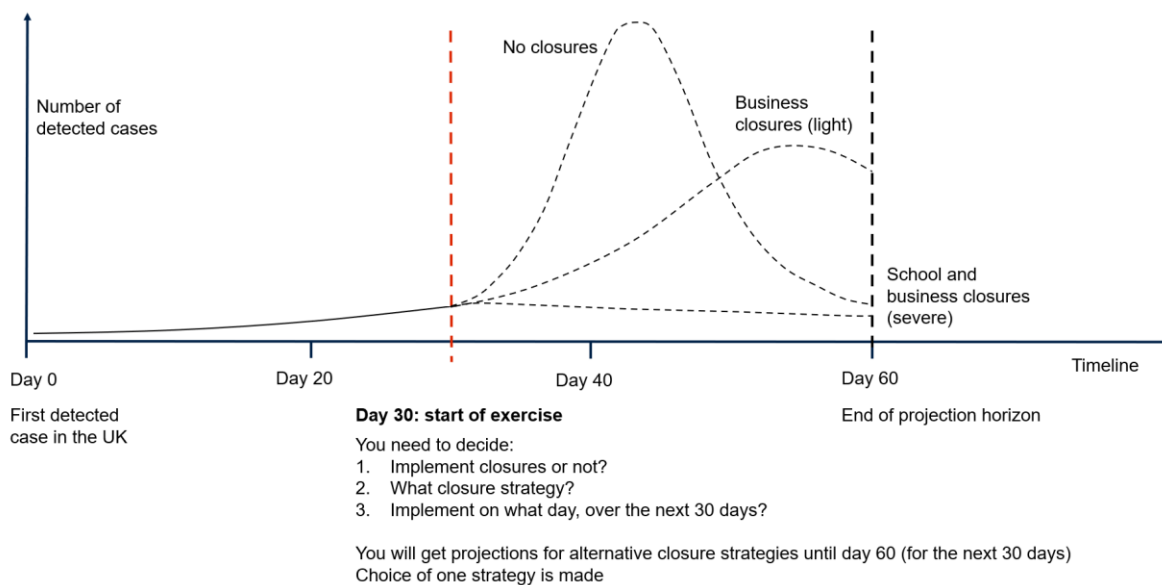 No closures
Number of
detected cases
Business
closures (light)
School and
business closures
(severe)
Day 0
Day 20
Day 40
Day 60
Timeline
First detected
case in the UK
Day 30: start of exercise
End of projection horizon
You need to decide:
1. Implement closures or not?
2. What closure strategy?
3. Implement on what day, over the next 30 days?
You will get projections for alternative closure strategies until day 60 (for the next 30 days)
Choice of one strategy is made